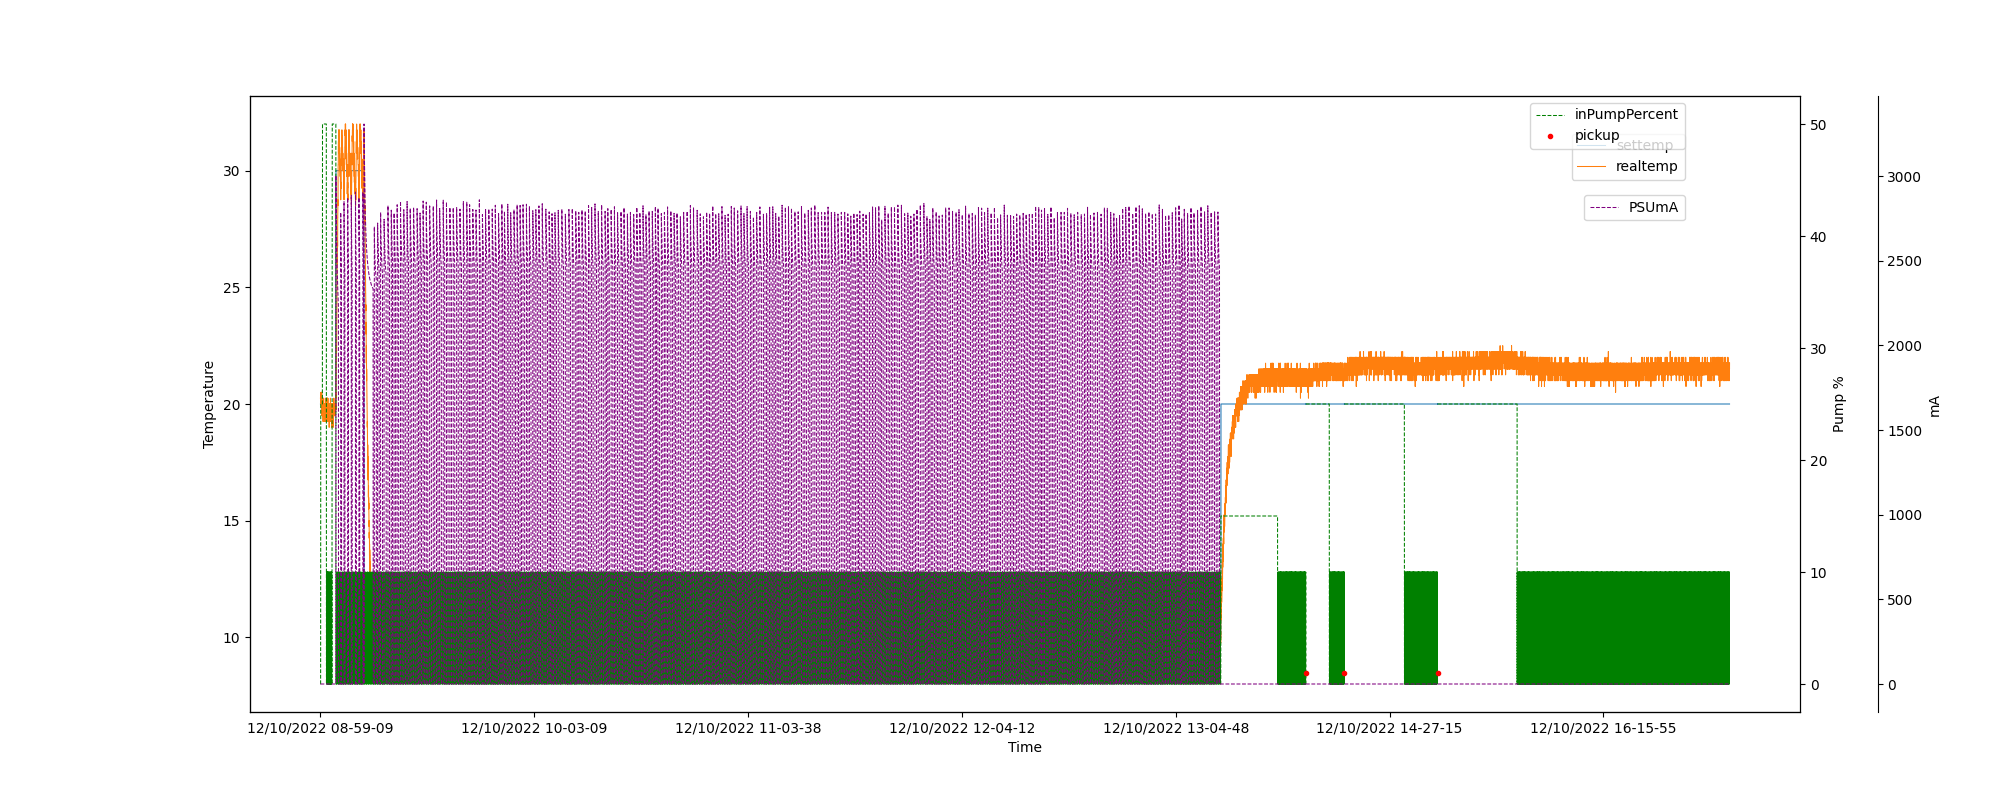 inPumpPercent
pickup
settemp
realtemp
PSUmA
30
25
20
15
10
Temperature
50
40
30
20
10
0
Pump %
3000
2500
2000
1500
1000
500
0
mA
12/10/2022 08-59-09
12/10/2022 10-03-09
12/10/2022 11-03-38
12/10/2022 12-04-12
12/10/2022 13-04-48
12/10/2022 14-27-15
12/10/2022 16-15-55
Time